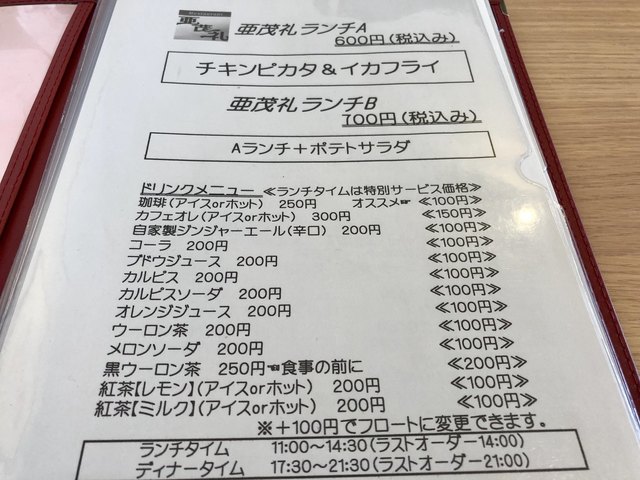 亜茂礼
亜茂礼ランチA
600円(税込み)
チキンピカタ&イカフライ
亜茂礼ランチB
700円(税込み)
Aランチ+ポテトサラダ
ドリンクメニュー ≪ランチタイムは特別サービス価格≫
珈琲(アイスorホット) 250円 オススメ☞ ≪100円≫
カフェオレ(アイスorホット) 300円 ≪150円≫
自家製ジンジャーエール(辛口) 200円 ≪100円≫
コーラ 200円 ≪100円≫
ブドウジュース 200円 ≪100円≫
カルピス 200円 ≪100円≫
カルピスソーダ 200円 ≪100円≫
オレンジジュース 200円 ≪100円≫
ウーロン茶 200円 ≪100円≫
メロンソーダ 200円 ≪100円≫
黒ウーロン茶 250円☜食事の前に ≪200円≫
紅茶【レモン】(アイスorホット) 200円 ≪100円≫
紅茶【ミルク】(アイスorホット) 200円 ≪100円≫
※+100円でフロートに変更できます。
ランチタイム 11:00~14:30(ラストオーダー14:00)
ディナータイム 17:30~21:30(ラストオーダー21:00)